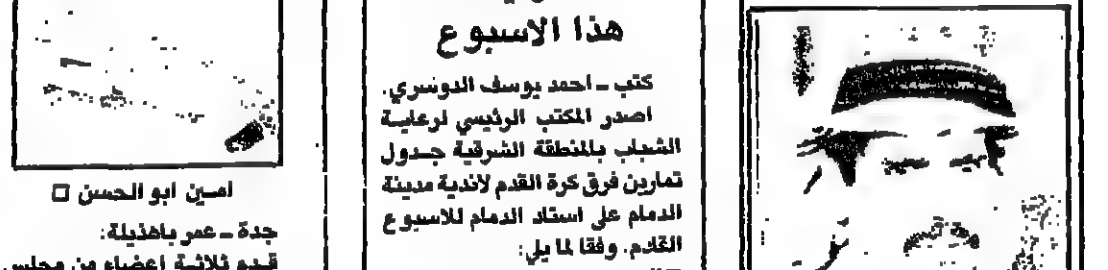 هذا الاسبوع
كتب - احمد يوسف الدوسري.
اصدر المكتب الرئيسي لرعاية
الشباب بالمنطقة الشرقية جدول
تمارين فرق كرة القدم لاندية مدينة
الدمام على استاد الدمام للاسبوع
القادم. وفقا لما يلي:
امين ابو الحسن □
جدة - عمر باهذيلة:
قدم ثلاثة اعضاء من مجلس